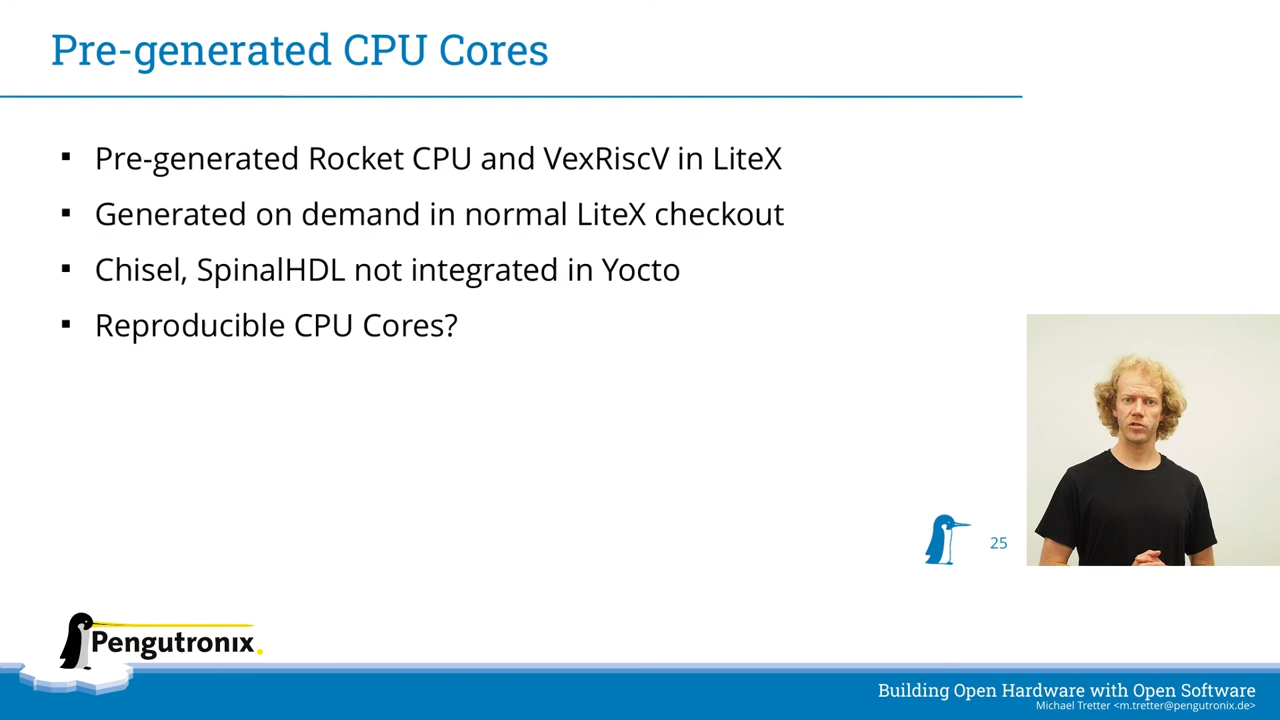 Pre-generated CPU Cores
▪ Pre-generated Rocket CPU and VexRiscV in LiteX
▪ Generated on demand in normal LiteX checkout
▪ Chisel, SpinalHDL not integrated in Yocto
▪ Reproducible CPU Cores?
25
Pengutronix.
Building Open Hardware with Open Software
Michael Tretter <m.tretter@pengutronix.de>